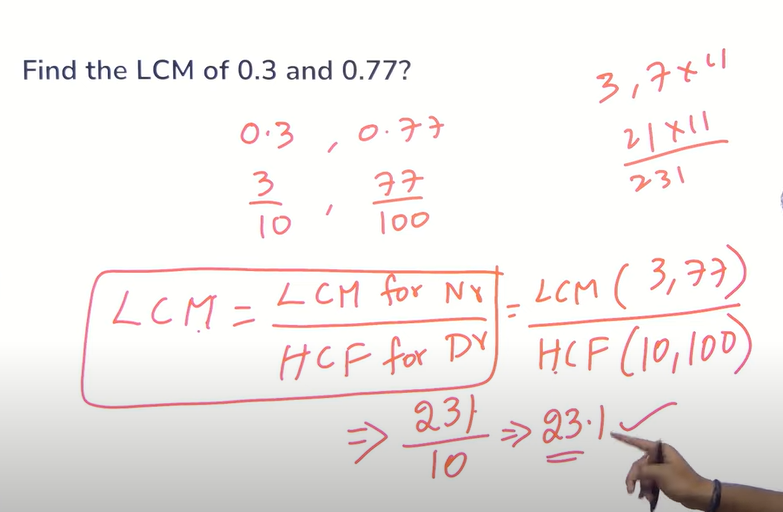 Find the LCM of 0.3 and 0.77?
3, 7×11
21×11
231
0.3 , 0.77
3/10 , 77/100
LCM = LCM for Nr / HCF for Dr = LCM (3,77) / HCF (10,100)
⇒ 231/10 ⇒ 23.1 ✓